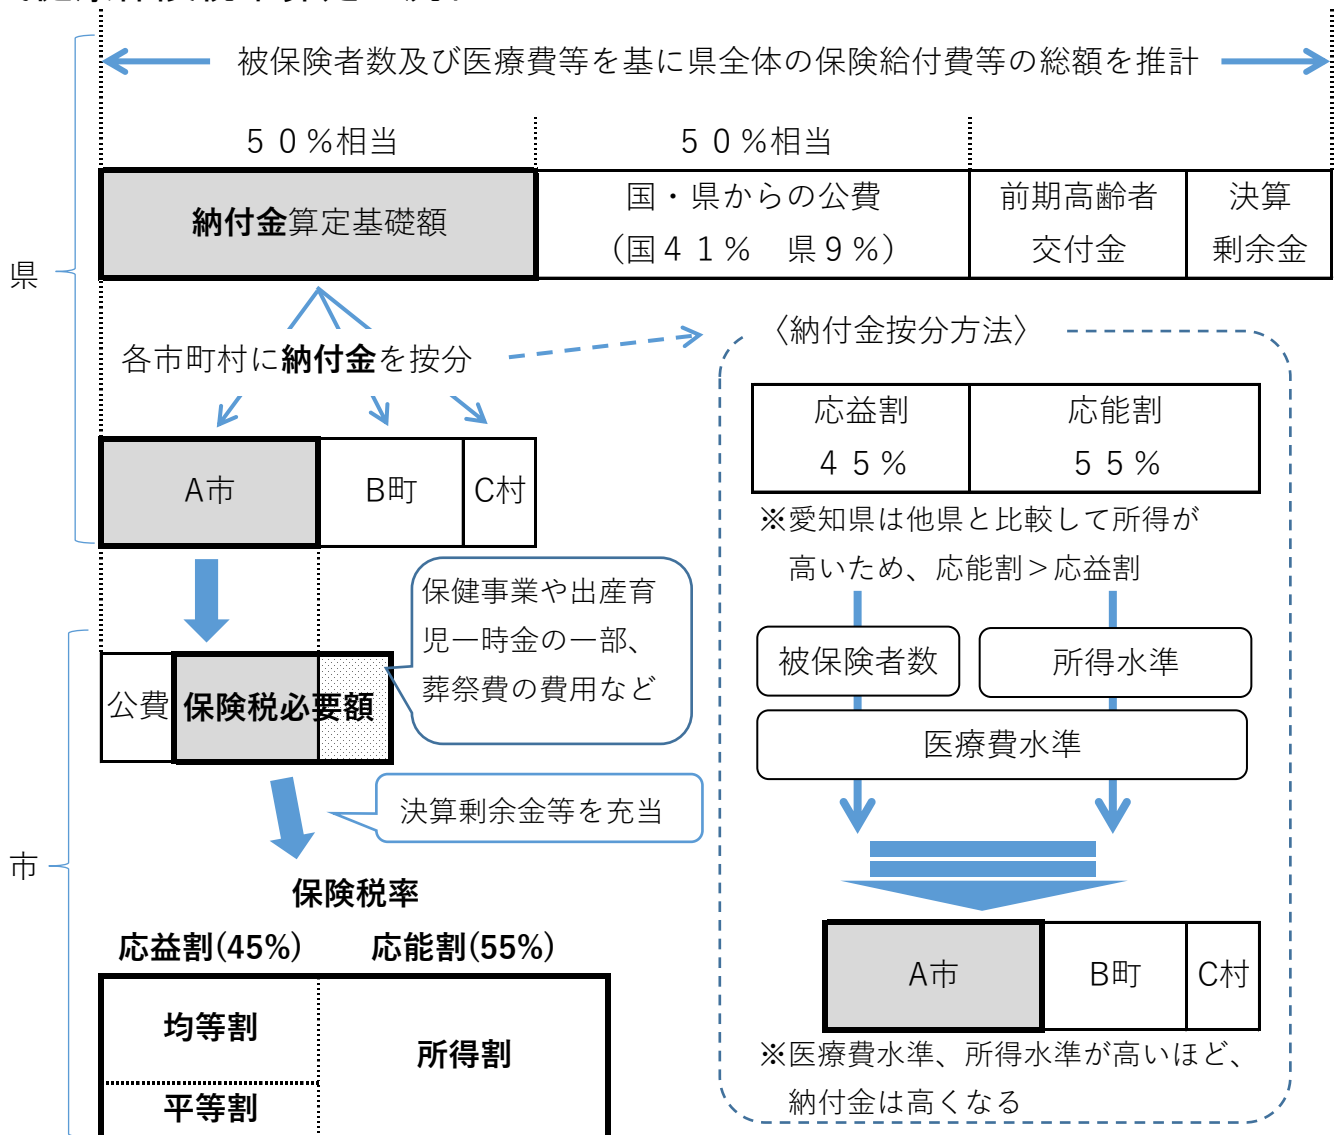 被保険者数及び医療費等を基に県全体の保険給付費等の総額を推計
５０％相当
５０％相当
納付金算定基礎額
国・県からの公費
（国４１％　県９％）
前期高齢者
交付金
決算
剰余金
県
各市町村に納付金を按分
〈納付金按分方法〉
応益割
４５％
応能割
５５％
※愛知県は他県と比較して所得が
高いため、応能割＞応益割
A市
B町
C村
被保険者数
所得水準
医療費水準
保健事業や出産育
児一時金の一部、
葬祭費の費用など
公費
保険税必要額
決算剰余金等を充当
市
保険税率
応益割(45%)
応能割(55%)
均等割
平等割
所得割
A市
B町
C村
※医療費水準、所得水準が高いほど、
納付金は高くなる